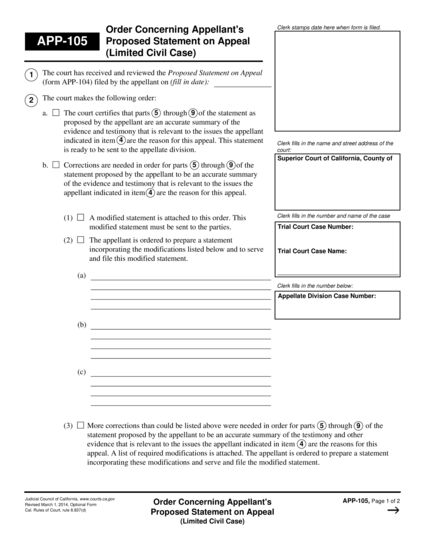 APP-105
Order Concerning Appellant's
Proposed Statement on Appeal
(Limited Civil Case)
Clerk stamps date here when form is filed.
1 The court has received and reviewed the Proposed Statement on Appeal
(form APP-104) filed by the appellant on (fill in date):
2 The court makes the following order:
a. The court certifies that parts 5 through 9 of the statement as
proposed by the appellant are an accurate summary of the
evidence and testimony that is relevant to the issues the appellant
indicated in item 4 are the reason for this appeal. This statement
is ready to be sent to the appellate division.
b. Corrections are needed in order for parts 5 through 9 of the
statement proposed by the appellant to be an accurate summary
of the evidence and testimony that is relevant to the issues the
appellant indicated in item 4 are the reason for this appeal.
(1) A modified statement is attached to this order. This
modified statement must be sent to the parties.
(2) The appellant is ordered to prepare a statement
incorporating the modifications listed below and to serve
and file this modified statement.
(a)
(b)
(c)
Clerk fills in the name and street address of the
court:
Superior Court of California, County of
Clerk fills in the number and name of the case
Trial Court Case Number:
Trial Court Case Name:
Clerk fills in the number below:
Appellate Division Case Number:
(3) More corrections than could be listed above were needed in order for parts 5 through 9 of the
statement proposed by the appellant to be an accurate summary of the testimony and other
evidence that is relevant to the issues the appellant indicated in item 4 are the reasons for this
appeal. A list of required modifications is attached. The appellant is ordered to prepare a statement
incorporating these modifications and serve and file the modified statement.
Judicial Council of California, www.courts.ca.gov
Revised March 1, 2014, Optional Form
Cal. Rules of Court, rule 8.837(d)
Order Concerning Appellant's
Proposed Statement on Appeal
(Limited Civil Case)
APP-105, Page 1 of 2
→